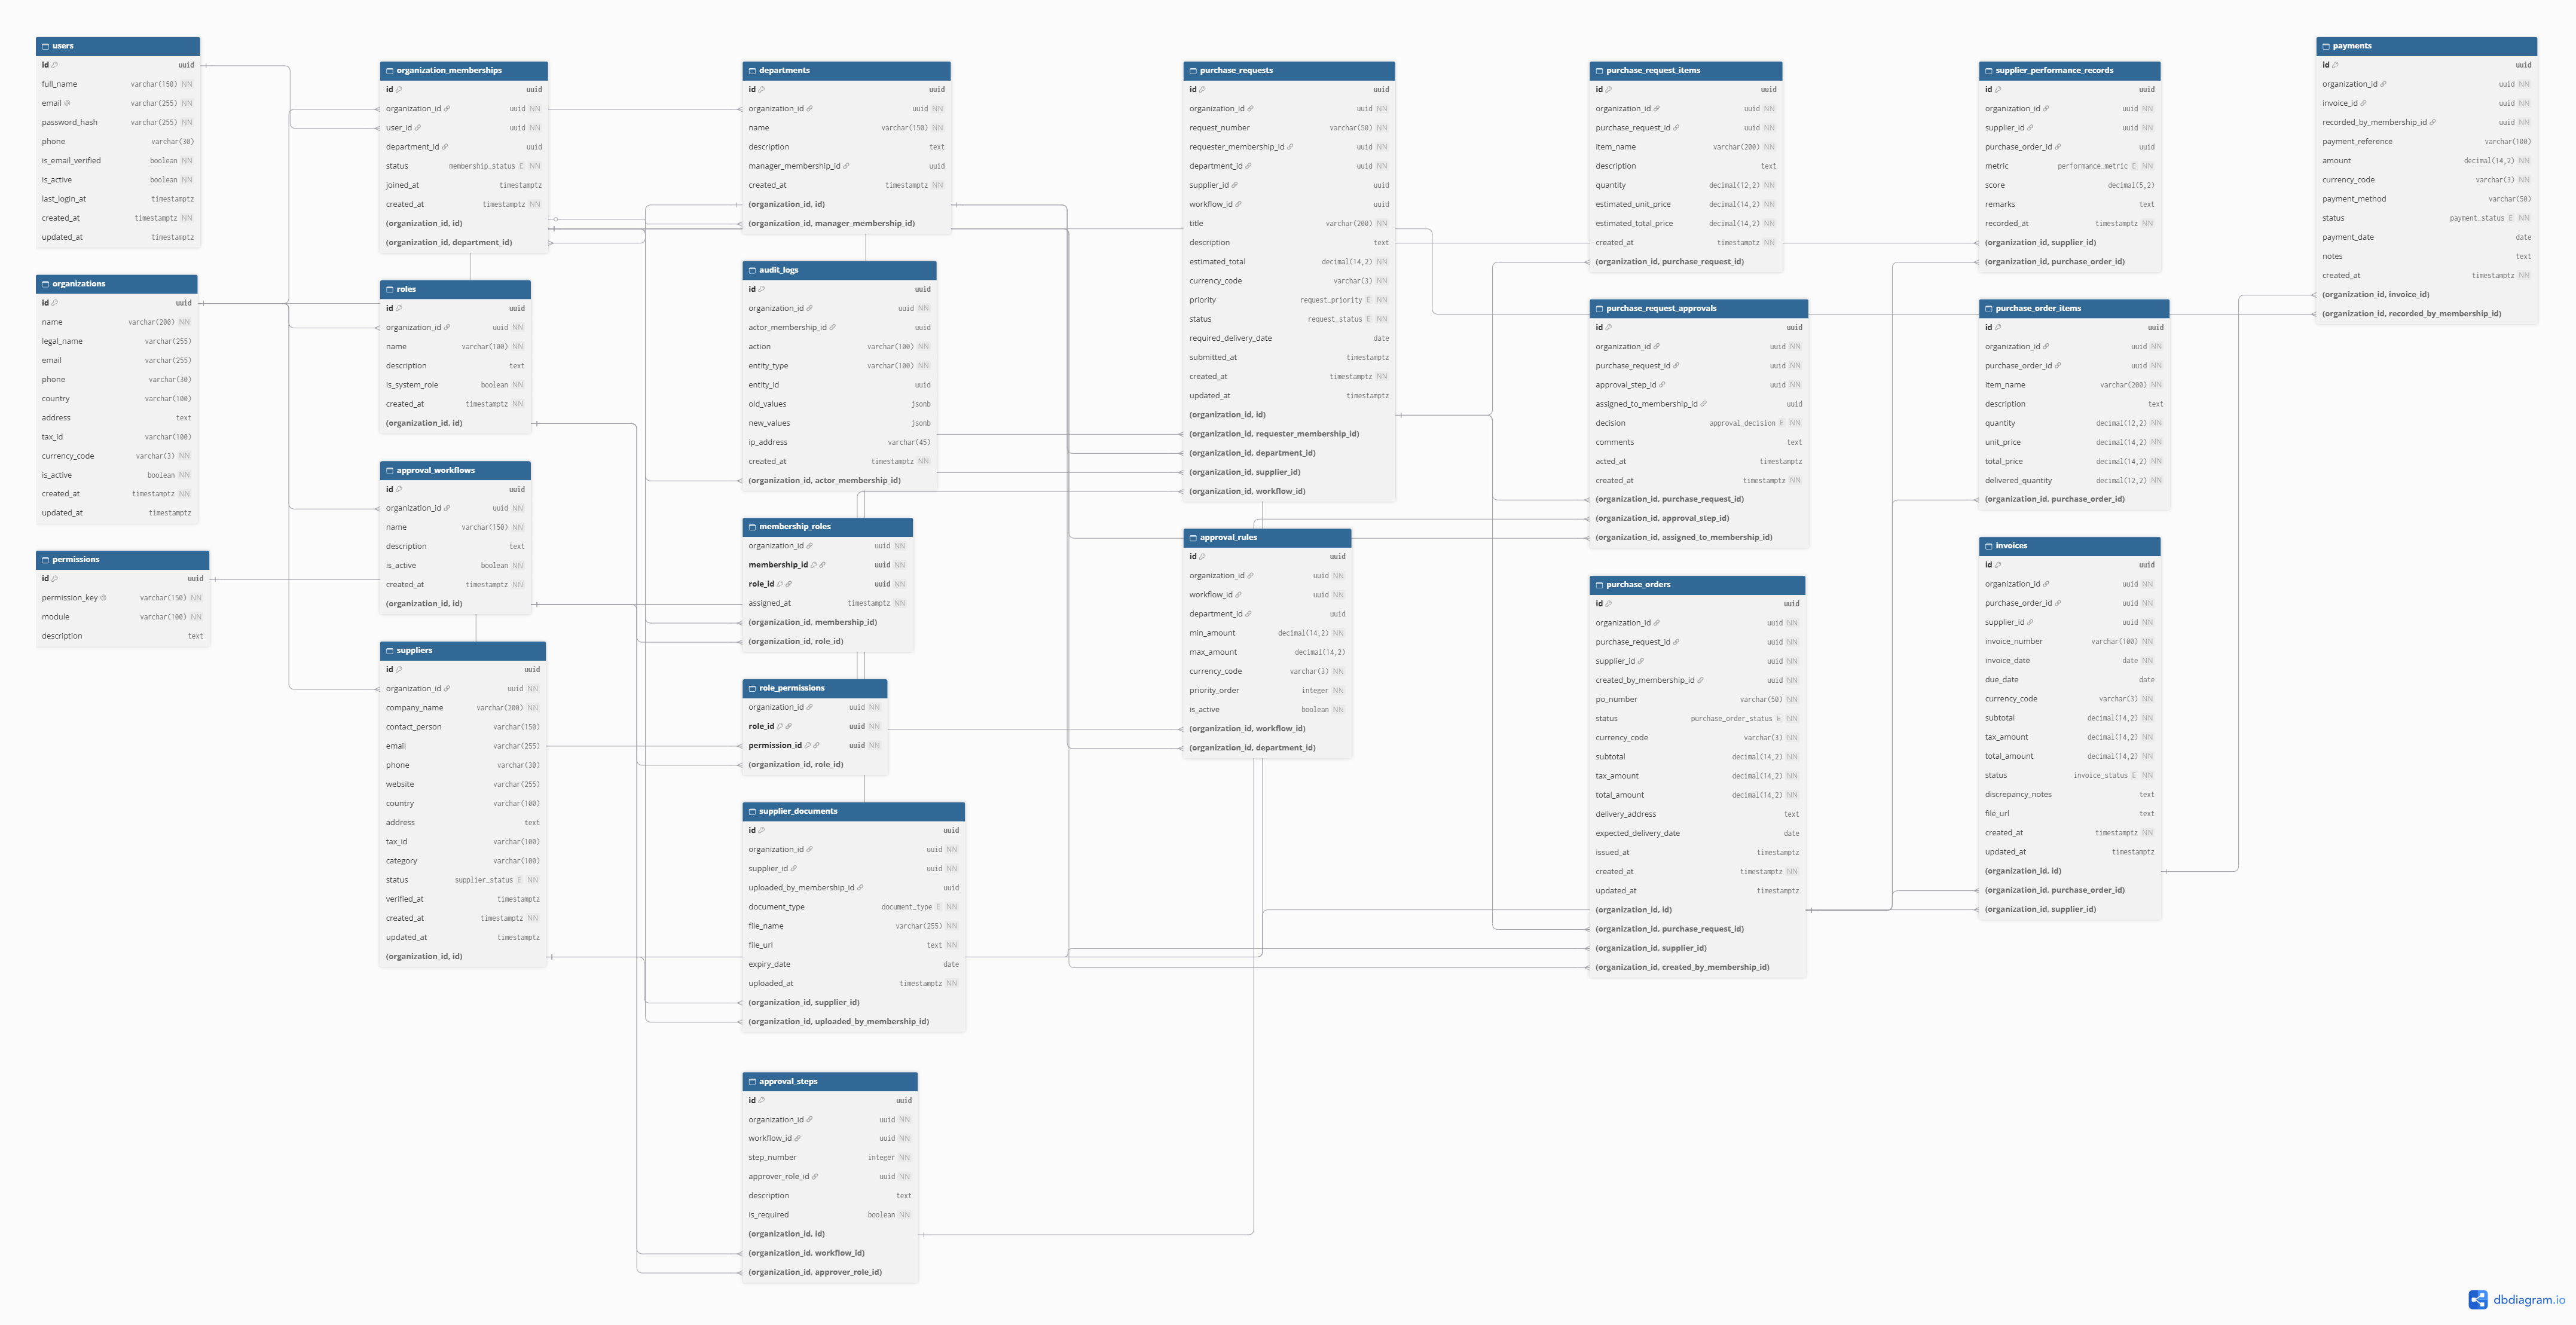 users
id uuid
full_name varchar(150) NN
email varchar(255) NN
password_hash varchar(255) NN
phone varchar(30)
is_email_verified boolean NN
is_active boolean NN
last_login_at timestamptz
created_at timestamptz NN
updated_at timestamptz
organizations
id uuid
name varchar(200) NN
legal_name varchar(255)
email varchar(255)
phone varchar(30)
country varchar(100)
address text
tax_id varchar(100)
currency_code varchar(3) NN
is_active boolean NN
created_at timestamptz NN
updated_at timestamptz
permissions
id uuid
permission_key varchar(150) NN
module varchar(100) NN
description text
organization_memberships
id uuid
organization_id uuid NN
user_id uuid NN
department_id uuid
status membership_status E NN
joined_at timestamptz
created_at timestamptz NN
(organization_id, id)
(organization_id, department_id)
roles
id uuid
organization_id uuid NN
name varchar(100) NN
description text
is_system_role boolean NN
created_at timestamptz NN
(organization_id, id)
approval_workflows
id uuid
organization_id uuid NN
name varchar(150) NN
description text
is_active boolean NN
created_at timestamptz NN
(organization_id, id)
suppliers
id uuid
organization_id uuid NN
company_name varchar(200) NN
contact_person varchar(150)
email varchar(255)
phone varchar(30)
website varchar(255)
country varchar(100)
address text
tax_id varchar(100)
category varchar(100)
status supplier_status E NN
verified_at timestamptz
created_at timestamptz NN
updated_at timestamptz
(organization_id, id)
departments
id uuid
organization_id uuid NN
name varchar(150) NN
description text
manager_membership_id uuid
created_at timestamptz NN
(organization_id, id)
(organization_id, manager_membership_id)
audit_logs
id uuid
organization_id uuid NN
actor_membership_id uuid
action varchar(100) NN
entity_type varchar(100) NN
entity_id uuid
old_values jsonb
new_values jsonb
ip_address varchar(45)
created_at timestamptz NN
(organization_id, actor_membership_id)
membership_roles
organization_id uuid NN
membership_id uuid NN
role_id uuid NN
assigned_at timestamptz NN
(organization_id, membership_id)
(organization_id, role_id)
role_permissions
organization_id uuid NN
role_id uuid NN
permission_id uuid NN
(organization_id, role_id)
supplier_documents
id uuid
organization_id uuid NN
supplier_id uuid NN
uploaded_by_membership_id uuid
document_type document_type E NN
file_name varchar(255) NN
file_url text NN
expiry_date date
uploaded_at timestamptz NN
(organization_id, supplier_id)
(organization_id, uploaded_by_membership_id)
approval_steps
id uuid
organization_id uuid NN
workflow_id uuid NN
step_number integer NN
approver_role_id uuid NN
description text
is_required boolean NN
(organization_id, id)
(organization_id, workflow_id)
(organization_id, approver_role_id)
purchase_requests
id uuid
organization_id uuid NN
request_number varchar(50) NN
requester_membership_id uuid NN
department_id uuid NN
supplier_id uuid
workflow_id uuid
title varchar(200) NN
description text
estimated_total decimal(14,2) NN
currency_code varchar(3) NN
priority request_priority E NN
status request_status E NN
required_delivery_date date
submitted_at timestamptz
created_at timestamptz NN
updated_at timestamptz
(organization_id, id)
(organization_id, requester_membership_id)
(organization_id, department_id)
(organization_id, supplier_id)
(organization_id, workflow_id)
approval_rules
id uuid
organization_id uuid NN
workflow_id uuid NN
department_id uuid
min_amount decimal(14,2) NN
max_amount decimal(14,2)
currency_code varchar(3) NN
priority_order integer NN
is_active boolean NN
(organization_id, workflow_id)
(organization_id, department_id)
purchase_request_items
id uuid
organization_id uuid NN
purchase_request_id uuid NN
item_name varchar(200) NN
description text
quantity decimal(12,2) NN
estimated_unit_price decimal(14,2) NN
estimated_total_price decimal(14,2) NN
created_at timestamptz NN
(organization_id, purchase_request_id)
purchase_request_approvals
id uuid
organization_id uuid NN
purchase_request_id uuid NN
approval_step_id uuid NN
assigned_to_membership_id uuid
decision approval_decision E NN
comments text
acted_at timestamptz
created_at timestamptz NN
(organization_id, purchase_request_id)
(organization_id, approval_step_id)
(organization_id, assigned_to_membership_id)
purchase_orders
id uuid
organization_id uuid NN
purchase_request_id uuid NN
supplier_id uuid NN
created_by_membership_id uuid NN
po_number varchar(50) NN
status purchase_order_status E NN
currency_code varchar(3) NN
subtotal decimal(14,2) NN
tax_amount decimal(14,2) NN
total_amount decimal(14,2) NN
delivery_address text
expected_delivery_date date
issued_at timestamptz
created_at timestamptz NN
updated_at timestamptz
(organization_id, id)
(organization_id, purchase_request_id)
(organization_id, supplier_id)
(organization_id, created_by_membership_id)
supplier_performance_records
id uuid
organization_id uuid NN
supplier_id uuid NN
purchase_order_id uuid
metric performance_metric E NN
score decimal(5,2)
remarks text
recorded_at timestamptz NN
(organization_id, supplier_id)
(organization_id, purchase_order_id)
purchase_order_items
id uuid
organization_id uuid NN
purchase_order_id uuid NN
item_name varchar(200) NN
description text
quantity decimal(12,2) NN
unit_price decimal(14,2) NN
total_price decimal(14,2) NN
delivered_quantity decimal(12,2) NN
(organization_id, purchase_order_id)
invoices
id uuid
organization_id uuid NN
purchase_order_id uuid NN
supplier_id uuid NN
invoice_number varchar(100) NN
invoice_date date NN
due_date date
currency_code varchar(3) NN
subtotal decimal(14,2) NN
tax_amount decimal(14,2) NN
total_amount decimal(14,2) NN
status invoice_status E NN
discrepancy_notes text
file_url text
created_at timestamptz NN
updated_at timestamptz
(organization_id, id)
(organization_id, purchase_order_id)
(organization_id, supplier_id)
payments
id uuid
organization_id uuid NN
invoice_id uuid NN
recorded_by_membership_id uuid NN
payment_reference varchar(100)
amount decimal(14,2) NN
currency_code varchar(3) NN
payment_method varchar(50)
status payment_status E NN
payment_date date
notes text
created_at timestamptz NN
(organization_id, invoice_id)
(organization_id, recorded_by_membership_id)
dbdiagram.io